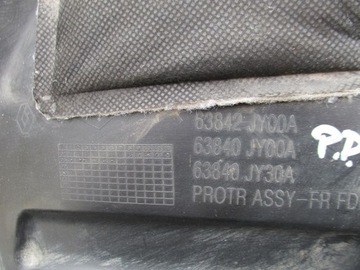 63842 JY00A
63840 JY00A
63840 JY30A
PROTR ASSY-FR FD
P.P